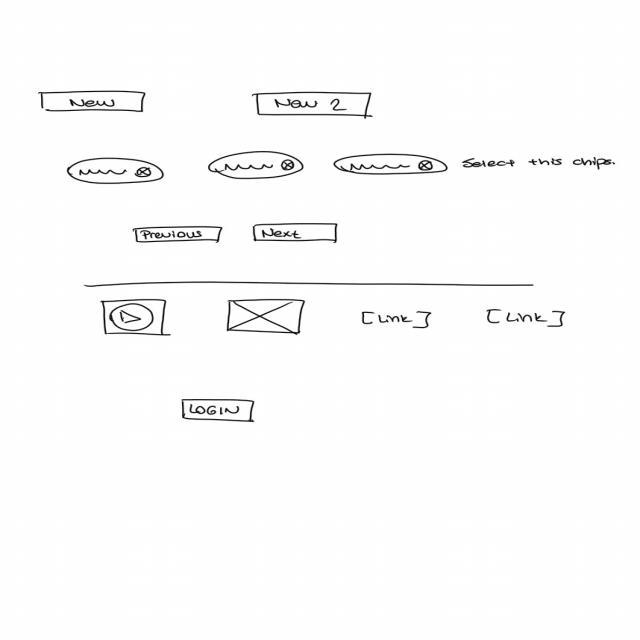 New
New 2
Select this chips.
Previous
Next
[Link]
[Link]
LOGIN